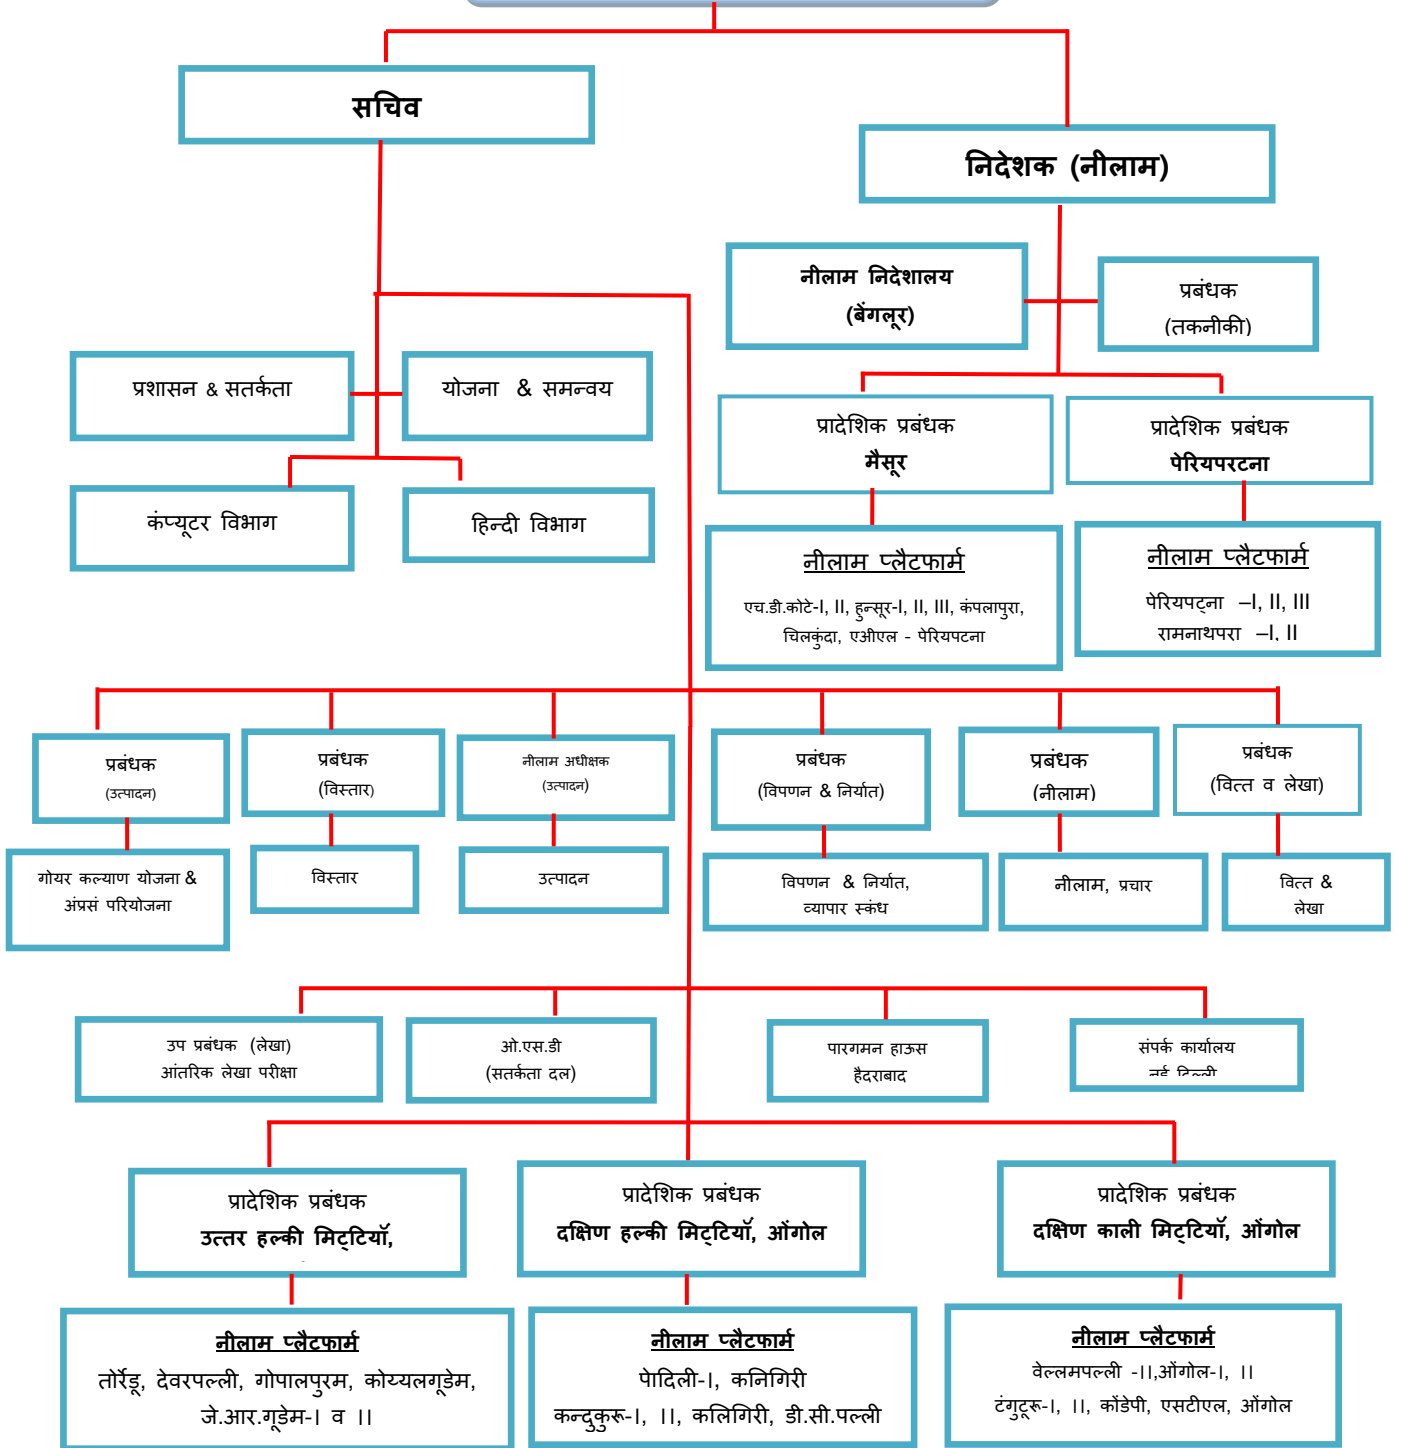 सचिव
निदेशक (नीलाम)
नीलाम निदेशालय
(बेंगलूर)
प्रबंधक
(तकनीकी)
प्रशासन & सतर्कता
योजना & समन्वय
कंप्यूटर विभाग
हिन्दी विभाग
प्रादेशिक प्रबंधक
मैसूर
प्रादेशिक प्रबंधक
पेरियपरटना
नीलाम प्लैटफार्म
एच.डी.कोटे-I, II, हुन्सूर-I, II, III, कंपलापुरा,
चिलकुंदा, एओएल - पेरियपटना
नीलाम प्लैटफार्म
पेरियपट्ना –I, II, III
रामनाथपरा –I, II
प्रबंधक
(उत्पादन)
प्रबंधक
(विस्तार)
नीलाम अधीक्षक
(उत्पादन)
प्रबंधक
(विपणन & निर्यात)
प्रबंधक
(नीलाम)
प्रबंधक
(वित्त व लेखा)
गोयर कल्याण योजना &
अंप्रसं परियोजना
विस्तार
उत्पादन
विपणन & निर्यात,
व्यापार स्कंध
नीलाम, प्रचार
वित्त &
लेखा
उप प्रबंधक (लेखा)
आंतरिक लेखा परीक्षा
ओ.एस.डी
(सतर्कता दल)
पारगमन हाऊस
हैदराबाद
संपर्क कार्यालय
नई दिल्ली
प्रादेशिक प्रबंधक
उत्तर हल्की मिट्टियॉ,
प्रादेशिक प्रबंधक
दक्षिण हल्की मिट्टियॉ, ओंगोल
प्रादेशिक प्रबंधक
दक्षिण काली मिट्टियॉ, ओंगोल
नीलाम प्लैटफार्म
तोर्रेडू, देवरपल्ली, गोपालपुरम, कोय्यलगूडेम,
जे.आर.गूडेम-I व II
नीलाम प्लैटफार्म
पेादिली-I, कनिगिरी
कन्दुकुरू-I, II, कलिगिरी, डी.सी.पल्ली
नीलाम प्लैटफार्म
वेल्लमपल्ली -II,ओंगोल-I, II
टंगुटूरू-I, II, कोंडेपी, एसटीएल, ओंगोल